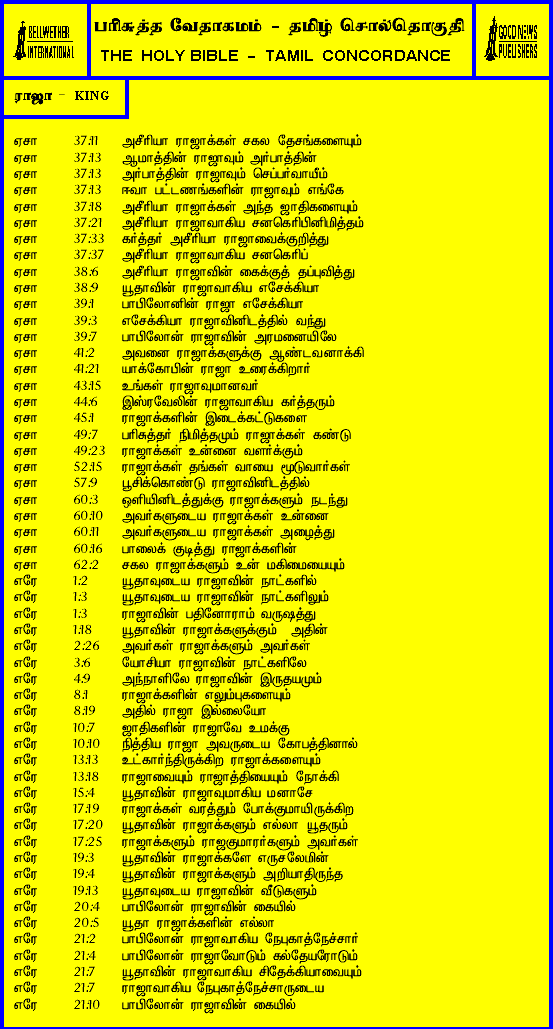 BELLWETHER
INTERNATIONAL
பரிசுத்த வேதாகமம் - தமிழ் சொல்தொகுதி
THE HOLY BIBLE - TAMIL CONCORDANCE
GOOD NEWS
PUBLISHERS
ராஜா - KING
ஏசா 37:11 அசீரியா ராஜாக்கள் சகல தேசங்களையும்
ஏசா 37:13 ஆமாத்தின் ராஜாவும் அர்பாத்தின்
ஏசா 37:13 அர்பாத்தின் ராஜாவும் செப்பர்வாயீம்
ஏசா 37:13 ஈவா பட்டணங்களின் ராஜாவும் எங்கே
ஏசா 37:18 அசீரியா ராஜாக்கள் அந்த ஜாதிகளையும்
ஏசா 37:21 அசீரியா ராஜாவாகிய சனகெரிபினிமித்தம்
ஏசா 37:33 கர்த்தர் அசீரியா ராஜாவைக்குறித்து
ஏசா 37:37 அசீரியா ராஜாவாகிய சனகெரிப்
ஏசா 38:6 அசீரியா ராஜாவின் கைக்குத் தப்புவித்து
ஏசா 38:9 யூதாவின் ராஜாவாகிய எசேக்கியா
ஏசா 39:1 பாபிலோனின் ராஜா எசேக்கியா
ஏசா 39:3 எசேக்கியா ராஜாவினிடத்தில் வந்து
ஏசா 39:7 பாபிலோன் ராஜாவின் அரமனையிலே
ஏசா 41:2 அவனை ராஜாக்களுக்கு ஆண்டவனாக்கி
ஏசா 41:21 யாக்கோபின் ராஜா உரைக்கிறார்
ஏசா 43:15 உங்கள் ராஜாவுமானவர்
ஏசா 44:6 இஸ்ரவேலின் ராஜாவாகிய கர்த்தரும்
ஏசா 45:1 ராஜாக்களின் இடைக்கட்டுகளை
ஏசா 49:7 பரிசுத்தர் நிமித்தமும் ராஜாக்கள் கண்டு
ஏசா 49:23 ராஜாக்கள் உன்னை வளர்க்கும்
ஏசா 52:15 ராஜாக்கள் தங்கள் வாயை மூடுவார்கள்
ஏசா 57:9 பூசிக்கொண்டு ராஜாவினிடத்தில்
ஏசா 60:3 ஒளியினிடத்துக்கு ராஜாக்களும் நடந்து
ஏசா 60:10 அவர்களுடைய ராஜாக்கள் உன்னை
ஏசா 60:11 அவர்களுடைய ராஜாக்கள் அழைத்து
ஏசா 60:16 பாலைக் குடித்து ராஜாக்களின்
ஏசா 62:2 சகல ராஜாக்களும் உன் மகிமையையும்
எரே 1:2 யூதாவுடைய ராஜாவின் நாட்களில்
எரே 1:3 யூதாவுடைய ராஜாவின் நாட்களிலும்
எரே 1:3 ராஜாவின் பதினோராம் வருஷத்து
எரே 1:18 யூதாவின் ராஜாக்களுக்கும் அதின்
எரே 2:26 அவர்கள் ராஜாக்களும் அவர்கள்
எரே 3:6 யோசியா ராஜாவின் நாட்களிலே
எரே 4:9 அந்நாளிலே ராஜாவின் இருதயமும்
எரே 8:1 ராஜாக்களின் எலும்புகளையும்
எரே 8:19 அதில் ராஜா இல்லையோ
எரே 10:7 ஜாதிகளின் ராஜாவே உமக்கு
எரே 10:10 நித்திய ராஜா அவருடைய கோபத்தினால்
எரே 13:13 உட்கார்ந்திருக்கிற ராஜாக்களையும்
எரே 13:18 ராஜாவையும் ராஜாத்தியையும் நோக்கி
எரே 15:4 யூதாவின் ராஜாவுமாகிய மனாசே
எரே 17:19 ராஜாக்கள் வரத்தும் போக்குமாயிருக்கிற
எரே 17:20 யூதாவின் ராஜாக்களும் எல்லா யூதரும்
எரே 17:25 ராஜாக்களும் ராஜகுமாரர்களும் அவர்கள்
எரே 19:3 யூதாவின் ராஜாக்களே எருசலேமின்
எரே 19:4 யூதாவின் ராஜாக்களும் அறியாதிருந்த
எரே 19:13 யூதாவுடைய ராஜாவின் வீடுகளும்
எரே 20:4 பாபிலோன் ராஜாவின் கையில்
எரே 20:5 யூதா ராஜாக்களின் எல்லா
எரே 21:2 பாபிலோன் ராஜாவாகிய நேபுகாத்நேச்சார்
எரே 21:4 பாபிலோன் ராஜாவோடும் கல்தேயரோடும்
எரே 21:7 யூதாவின் ராஜாவாகிய சிதேக்கியாவையும்
எரே 21:7 ராஜாவாகிய நேபுகாத்நேச்சாருடைய
எரே 21:10 பாபிலோன் ராஜாவின் கையில்